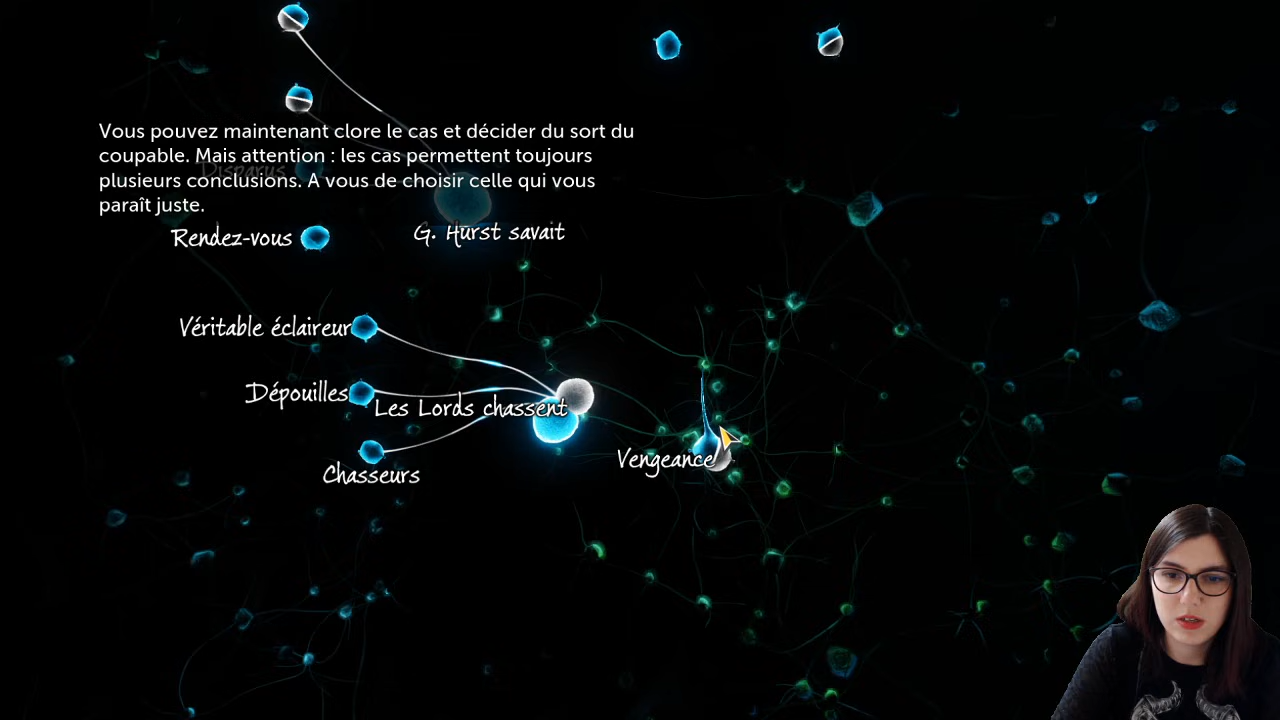 Vous pouvez maintenant clore le cas et décider du sort du
coupable. Mais attention : les cas permettent toujours
Disparus
plusieurs conclusions. A vous de choisir celle qui vous
paraît juste.
Rendez-vous
G. Hurst savait
Véritable éclaireur
Dépouilles
Les Lords chassent
Vengeance
Chasseurs